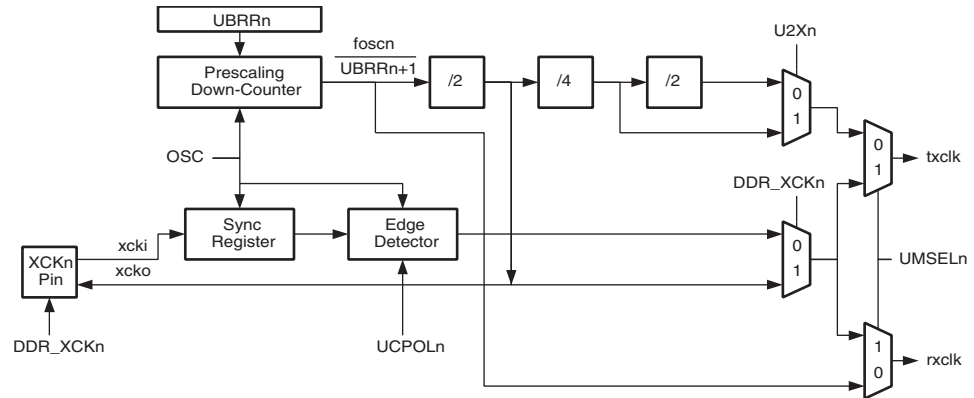 UBRRn
foscn
U2Xn
Prescaling
Down-Counter
UBRRn+1
/2
/4
/2
0
1
0
1
txclk
OSC
DDR_XCKn
Sync
Register
Edge
Detector
xcki
XCKn
Pin
xcko
0
1
UMSELn
DDR_XCKn
UCPOLn
1
0
rxclk